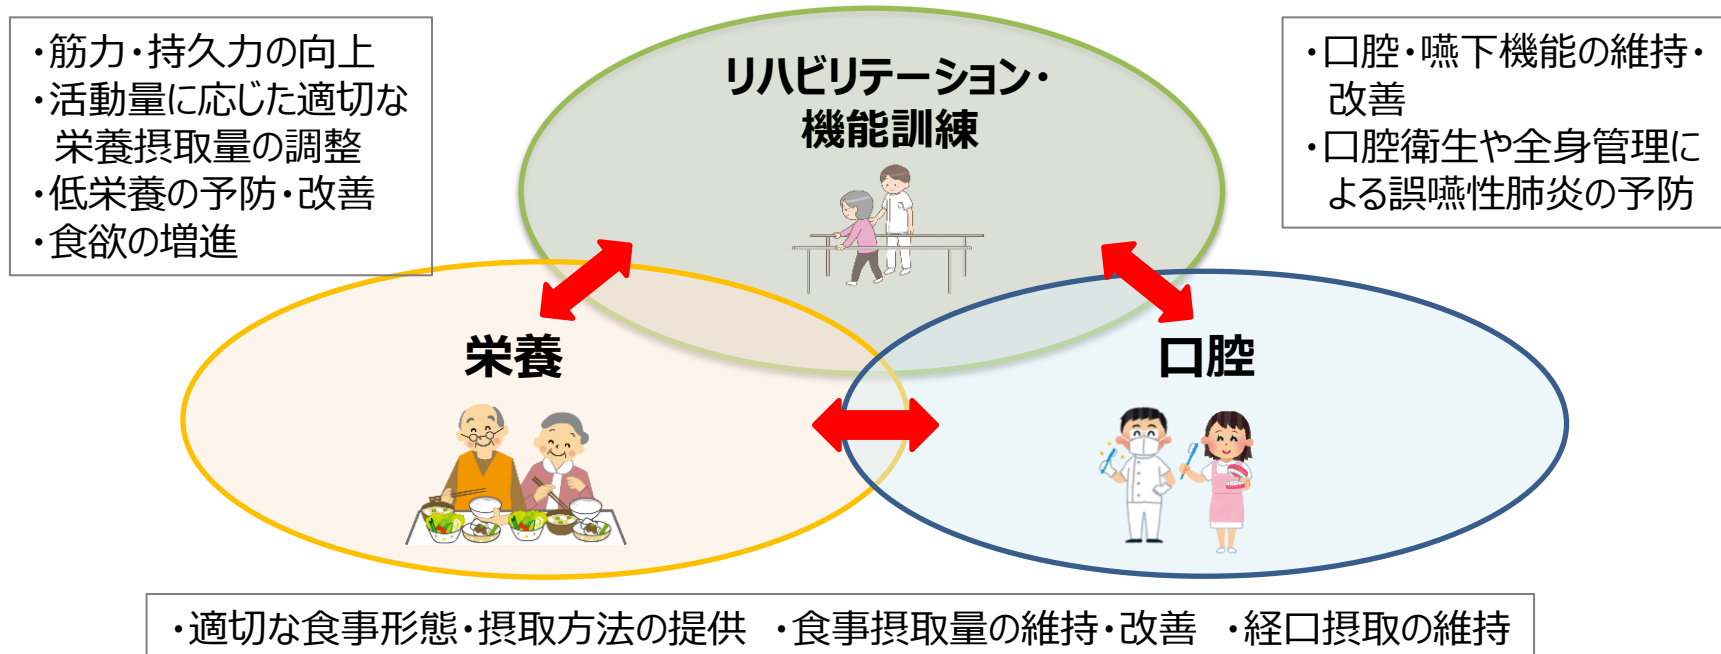 ・筋力・持久力の向上
・活動量に応じた適切な
栄養摂取量の調整
・低栄養の予防・改善
・食欲の増進
リハビリテーション・
機能訓練
・口腔・嚥下機能の維持・
改善
・口腔衛生や全身管理に
よる誤嚥性肺炎の予防
栄養
口腔
・適切な食事形態・摂取方法の提供 ・食事摂取量の維持・改善 ・経口摂取の維持